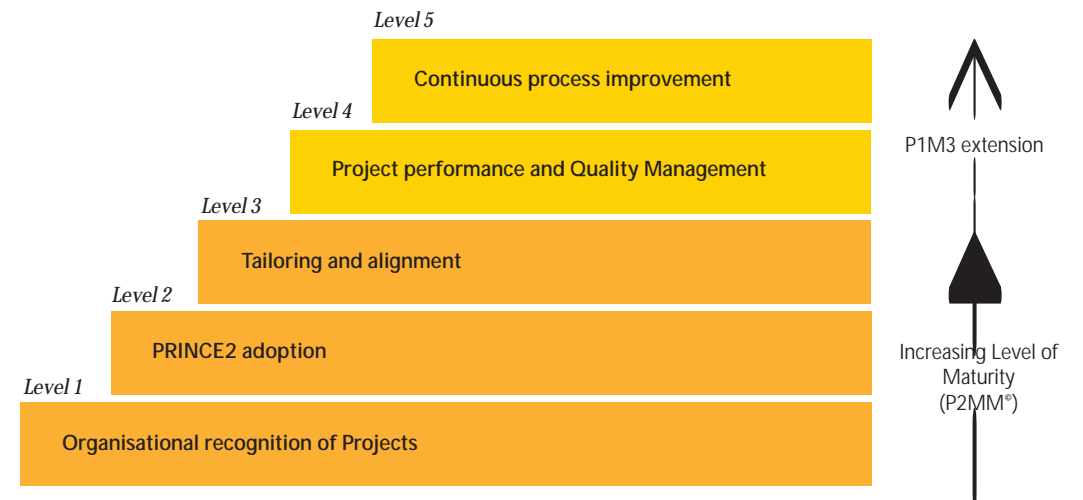 Level 5
Continuous process improvement
Level 4
Project performance and Quality Management
Level 3
Tailoring and alignment
Level 2
PRINCE2 adoption
Level 1
Organisational recognition of Projects
P1M3 extension
Increasing Level of
Maturity
(P2MM©)